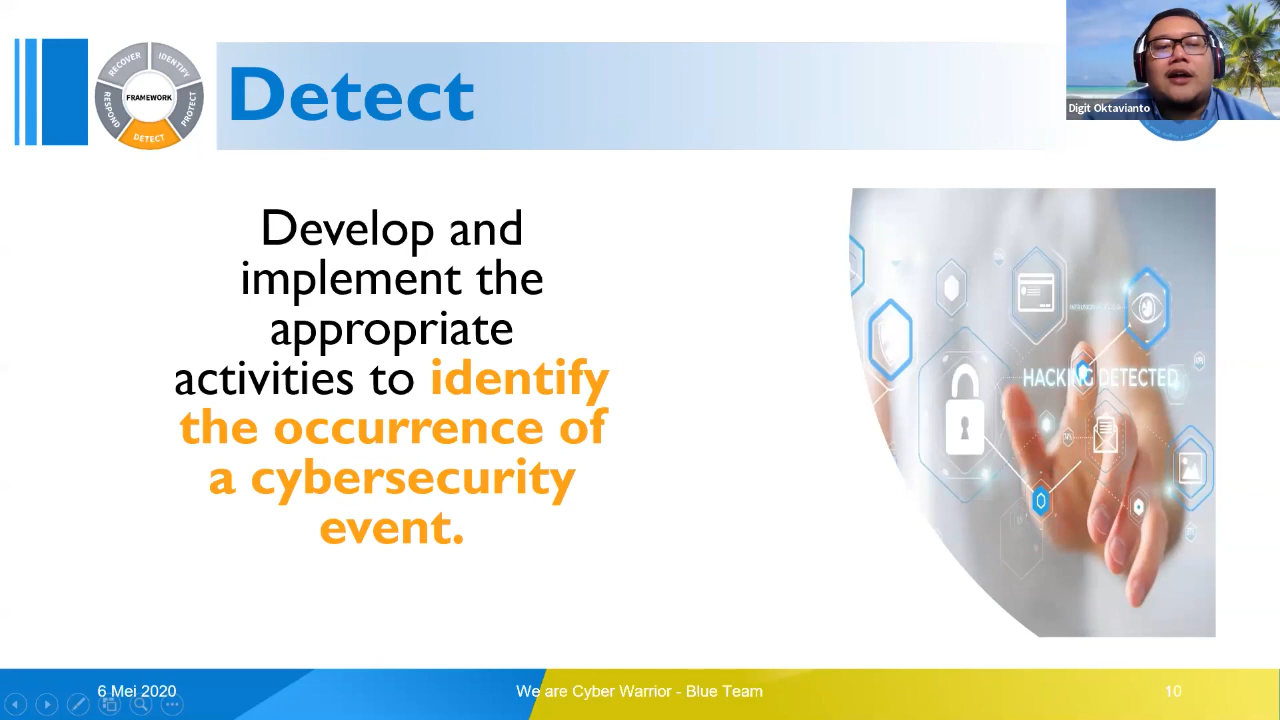 RECOVER
IDENTIFY
PROTECT
DETECT
RESPOND
FRAMEWORK
Detect
Digit Oktavianto
Develop and
implement the
appropriate
activities to identify
the occurrence of
a cybersecurity
event.
HACKING DETECTED
6 Mei 2020
We are Cyber Warrior - Blue Team
10